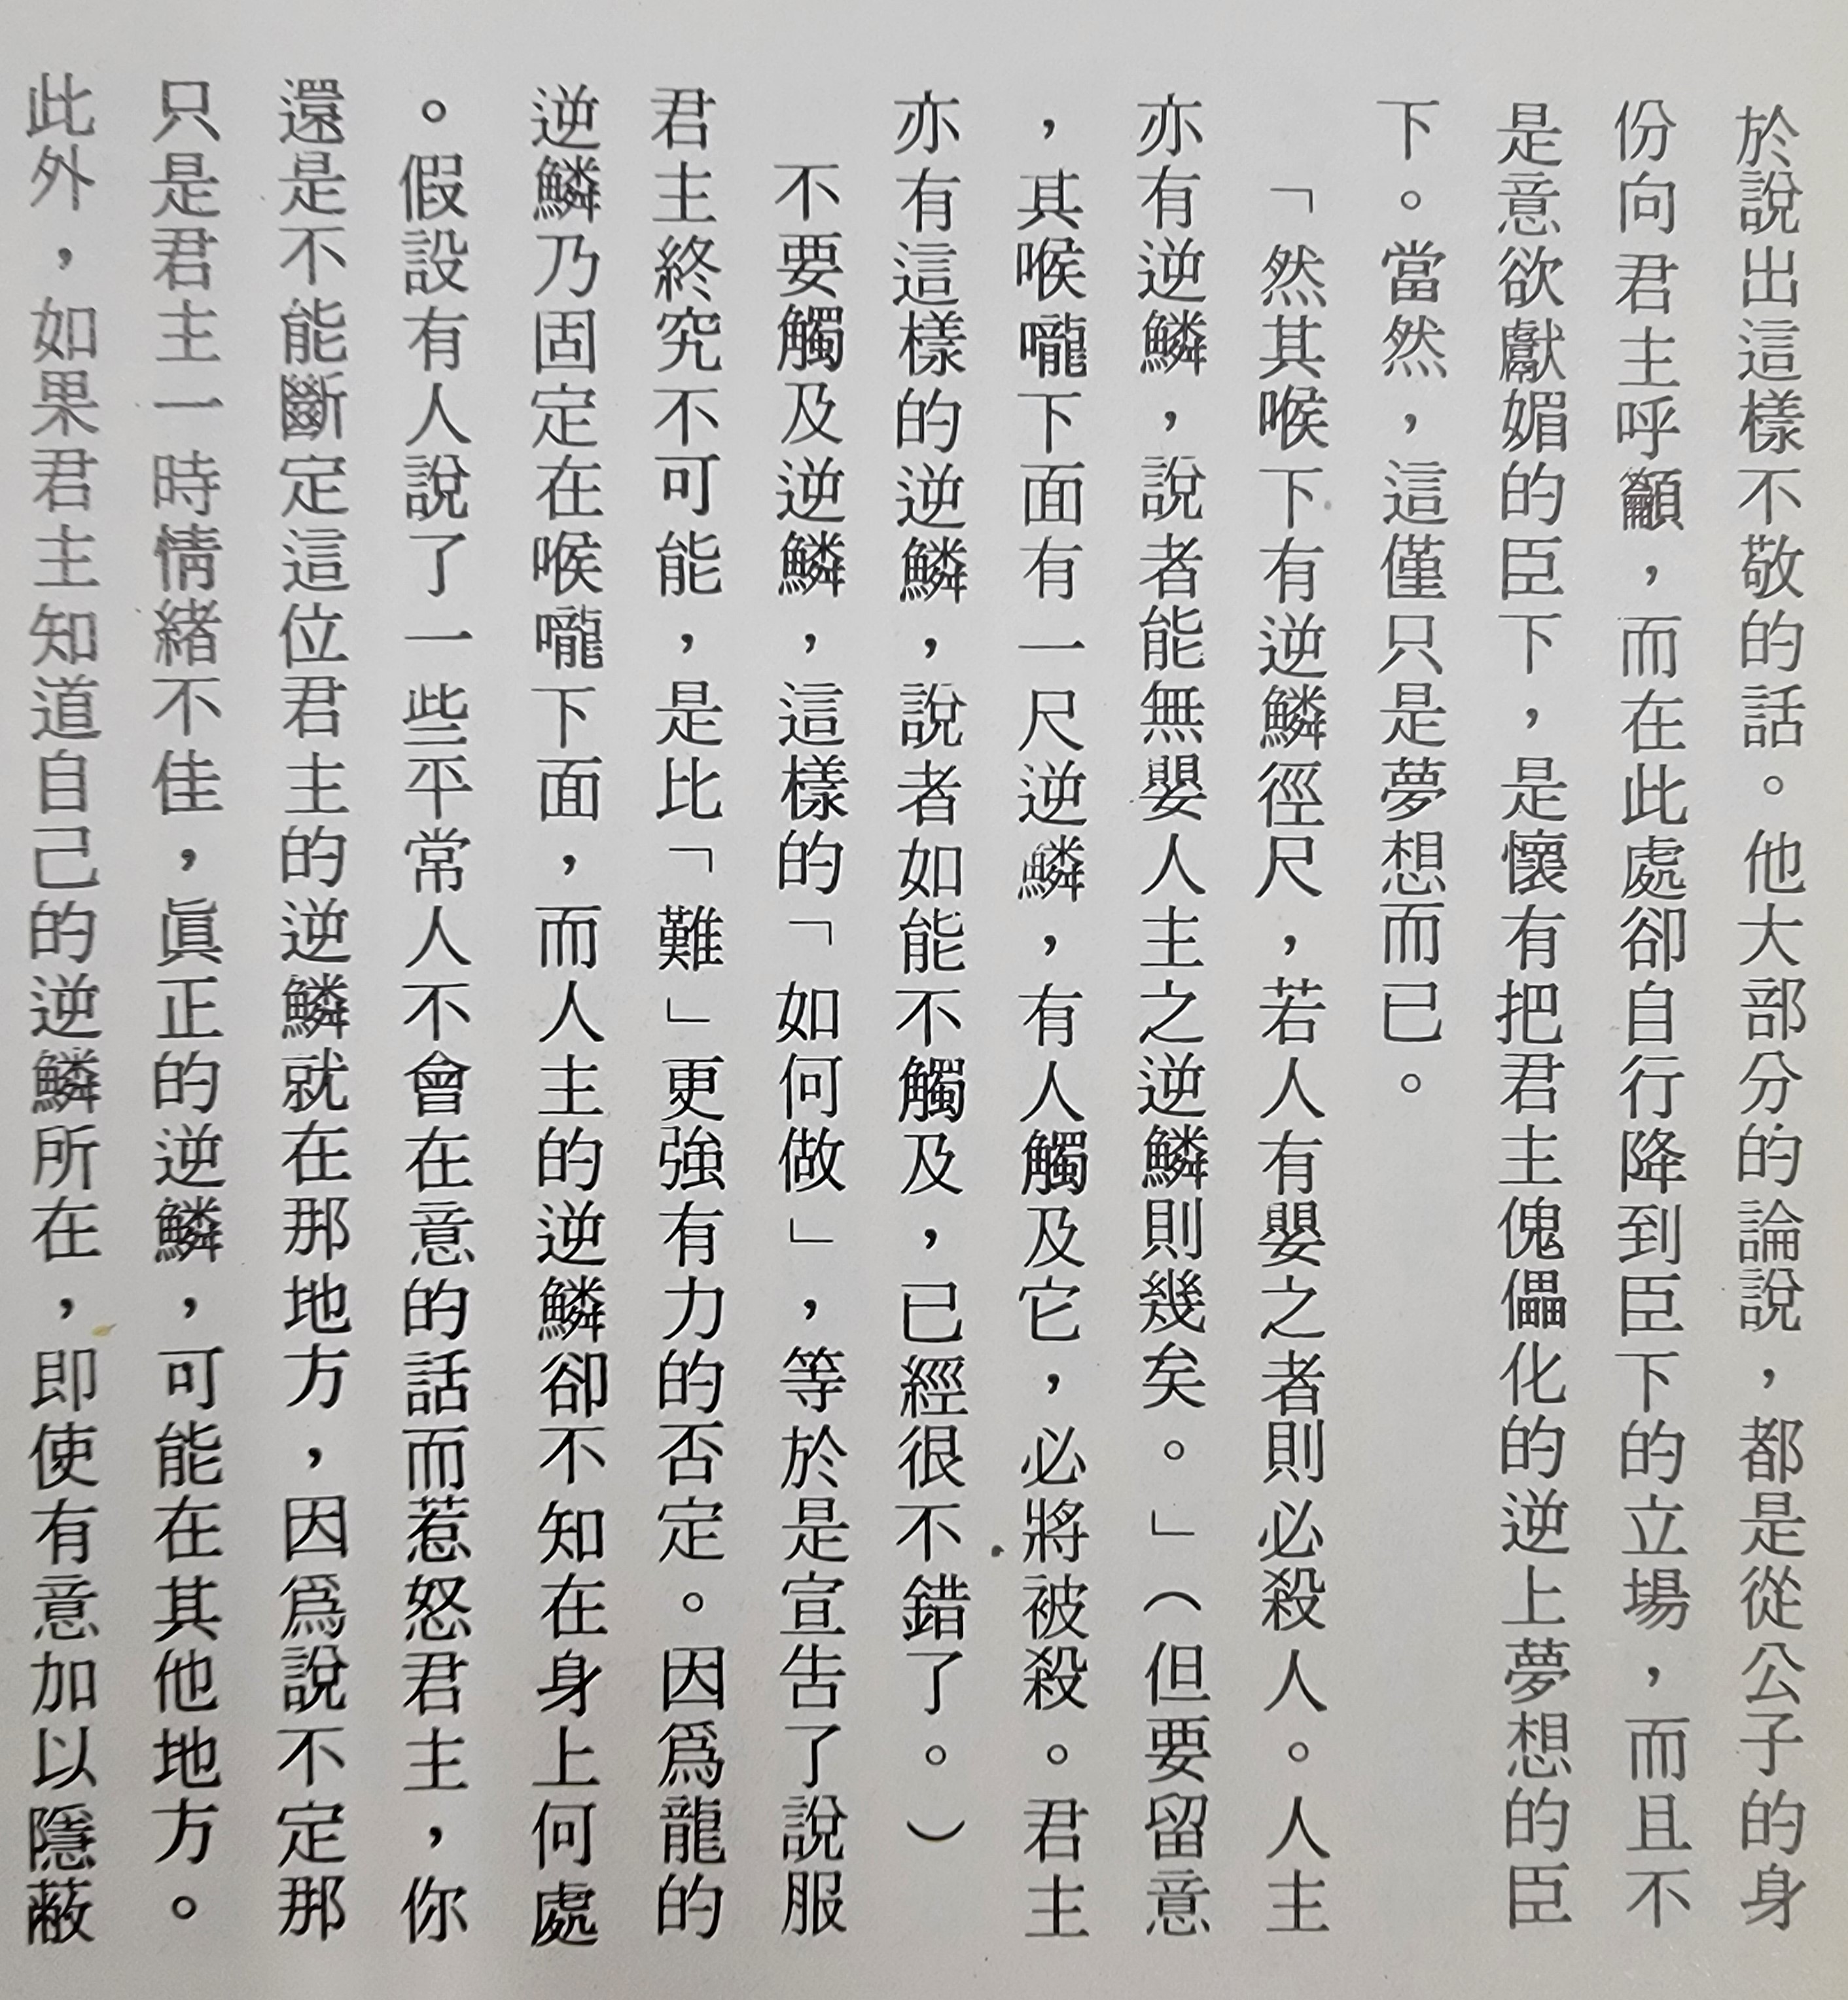 於說出這樣不敬的話。他大部分的論說，都是從公子的身
份向君主呼籲，而在此處卻自行降到臣下的立場，而且不
是意欲獻媚的臣下，是懷有把君主傀儡化的逆上夢想的臣
下。當然，這僅只是夢想而已。
「然其喉下有逆鱗徑尺，若人有嬰之者則必殺人。人主
亦有逆鱗，說者能無嬰人主之逆鱗則幾矣。」（但要留意
，其喉嚨下面有一尺逆鱗，有人觸及它，必將被殺。君主
亦有這樣的逆鱗，說者如能不觸及，已經很不錯了。）
不要觸及逆鱗，這樣的「如何做」，等於是宣告了說服
君主終究不可能，是比「難」更強有力的否定。因爲龍的
逆鱗乃固定在喉嚨下面，而人主的逆鱗卻不知在身上何處
。假設有人說了一些平常人不會在意的話而惹怒君主，你
還是不能斷定這位君主的逆鱗就在那地方，因爲說不定那
只是君主一時情緒不佳，眞正的逆鱗，可能在其他地方。
此外，如果君主知道自己的逆鱗所在，即使有意加以隱蔽